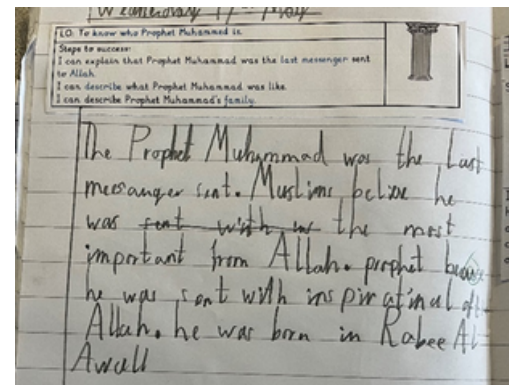 Wednesday 17th May
L.O: To know who Prophet Muhammad is.
Steps to success:
I can explain that Prophet Muhammad was the last messenger sent
to Allah.
I can describe what Prophet Muhammad was like.
I can describe Prophet Muhammad's family.
The Prophet Muhammad was the Last
messanger sent. Muslims belive he
was sent with the most
important from Allah. prophet
he was sent with inspiratinal
Allah. he was born in Rabee Al
Awall